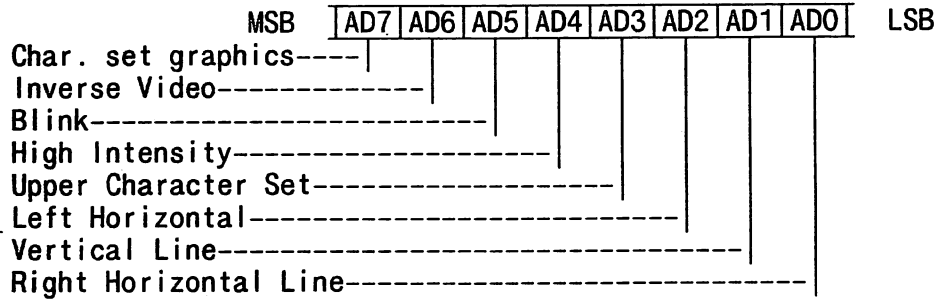 MSB |AD7|AD6|AD5|AD4|AD3|AD2|AD1|AD0| LSB
Char. set graphics----
Inverse Video-------------
Blink-------------------------
High Intensity--------------------
Upper Character Set-------------------
Left Horizontal---------------------------
Vertical Line---------------------------------
Right Horizontal Line-----------------------------